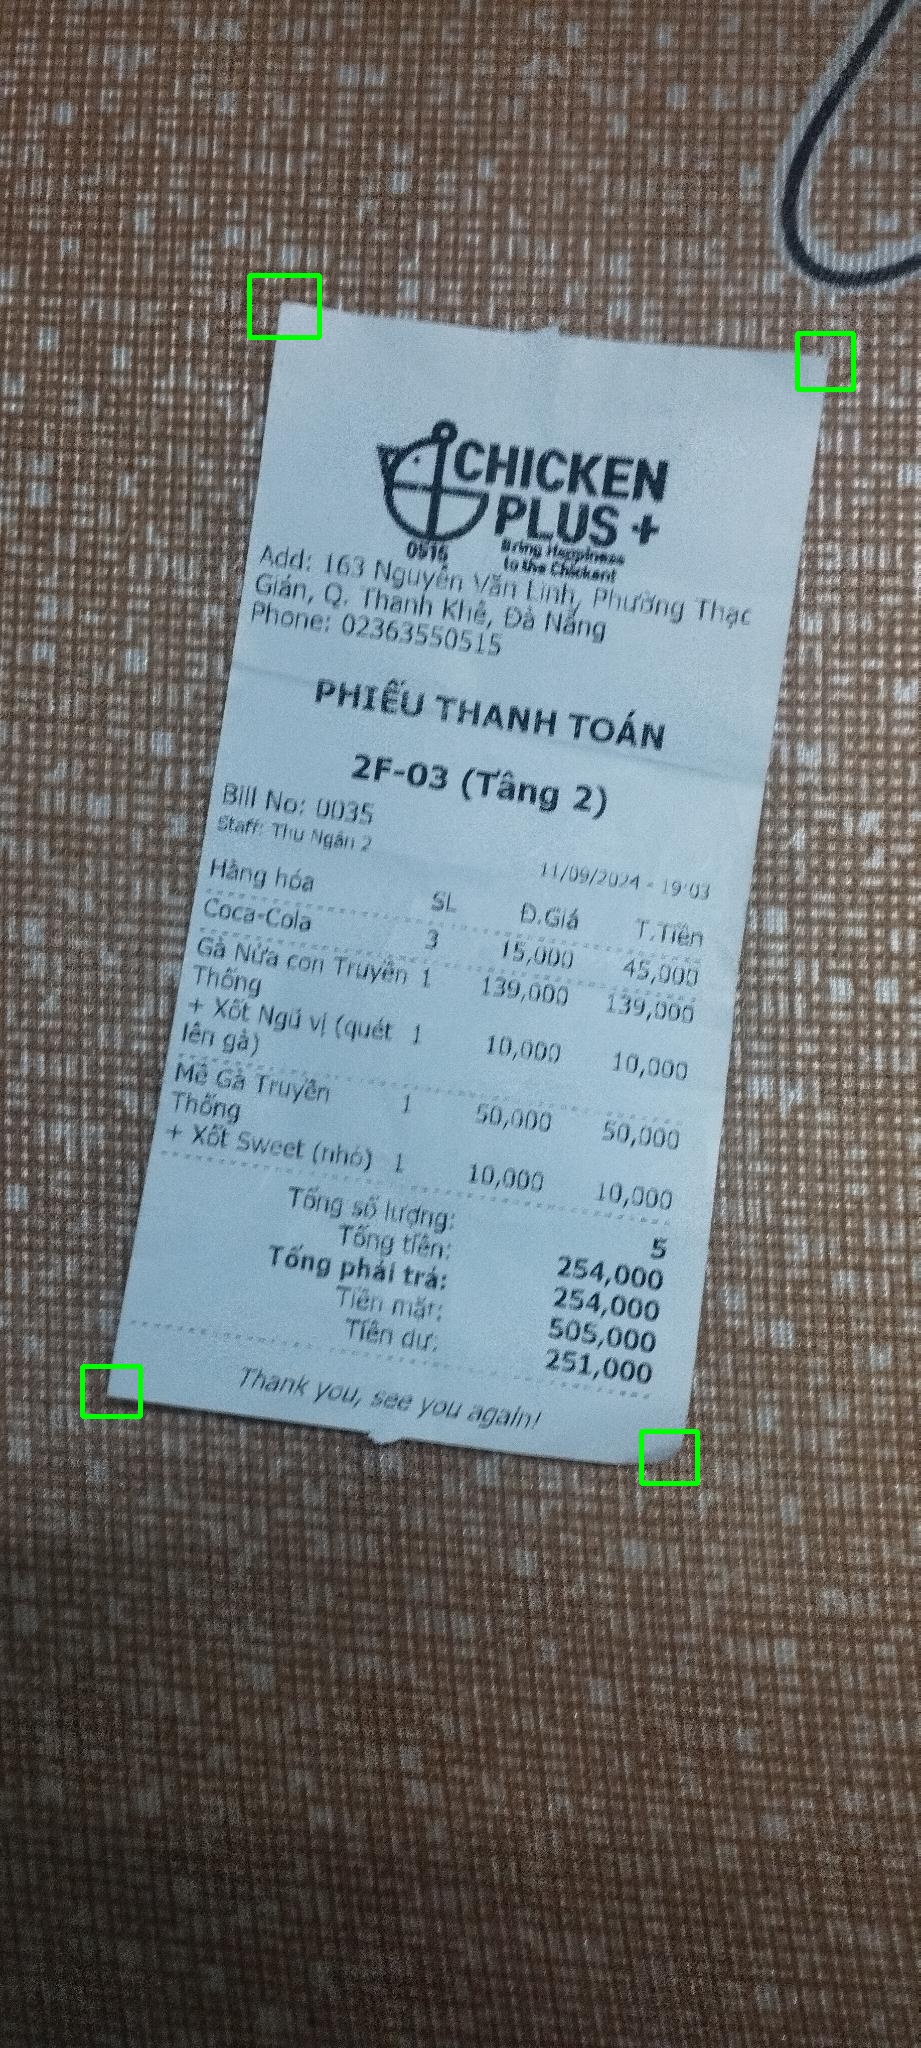 CHICKEN
PLUS +
0515
Bring Happiness
to the Chickent
Add: 163 Nguyễn Văn Linh, Phường Thạc
Gián, Q. Thanh Khê, Đà Nẵng
Phone: 02363550515
PHIẾU THANH TOÁN
2F-03 (Tầng 2)
Bill No: 0035
Staff: Thu Ngân 2
11/09/2024 - 19:03
Hàng hóa SL Đ.Giá T.Tiền
Coca-Cola 3 15,000 45,000
Gà Nửa con Truyền 1 139,000 139,000
Thống
+ Xốt Ngũ vị (quét 1 10,000 10,000
lên gà)
Mề Gà Truyền 1 50,000 50,000
Thống
+ Xốt Sweet (nhỏ) 1 10,000 10,000
Tổng số lượng: 5
Tổng tiền: 254,000
Tổng phải trả: 254,000
Tiền mặt: 505,000
Tiền dư: 251,000
Thank you, see you again!